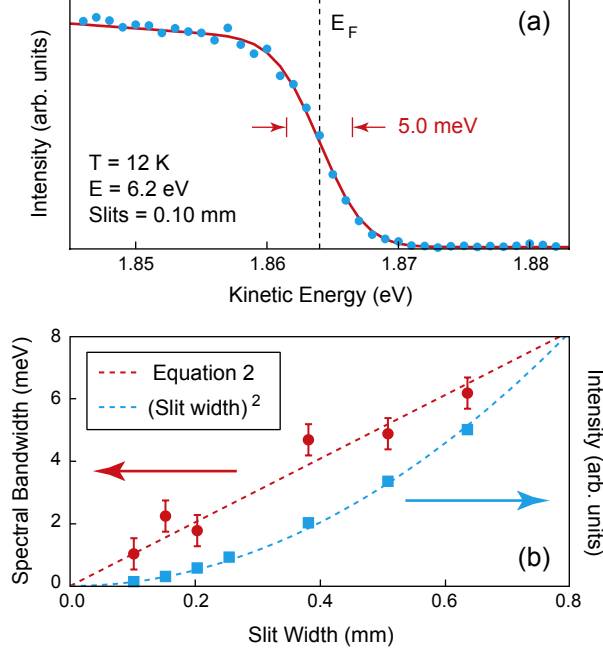 (a)
E_F
5.0 meV
T = 12 K
E = 6.2 eV
Slits = 0.10 mm
Intensity (arb. units)
1.85 1.86 1.87 1.88
Kinetic Energy (eV)
8
6
4
2
0
Equation 2
(Slit width)²
(b)
Spectral Bandwidth (meV)
Intensity (arb. units)
0.0 0.2 0.4 0.6 0.8
Slit Width (mm)